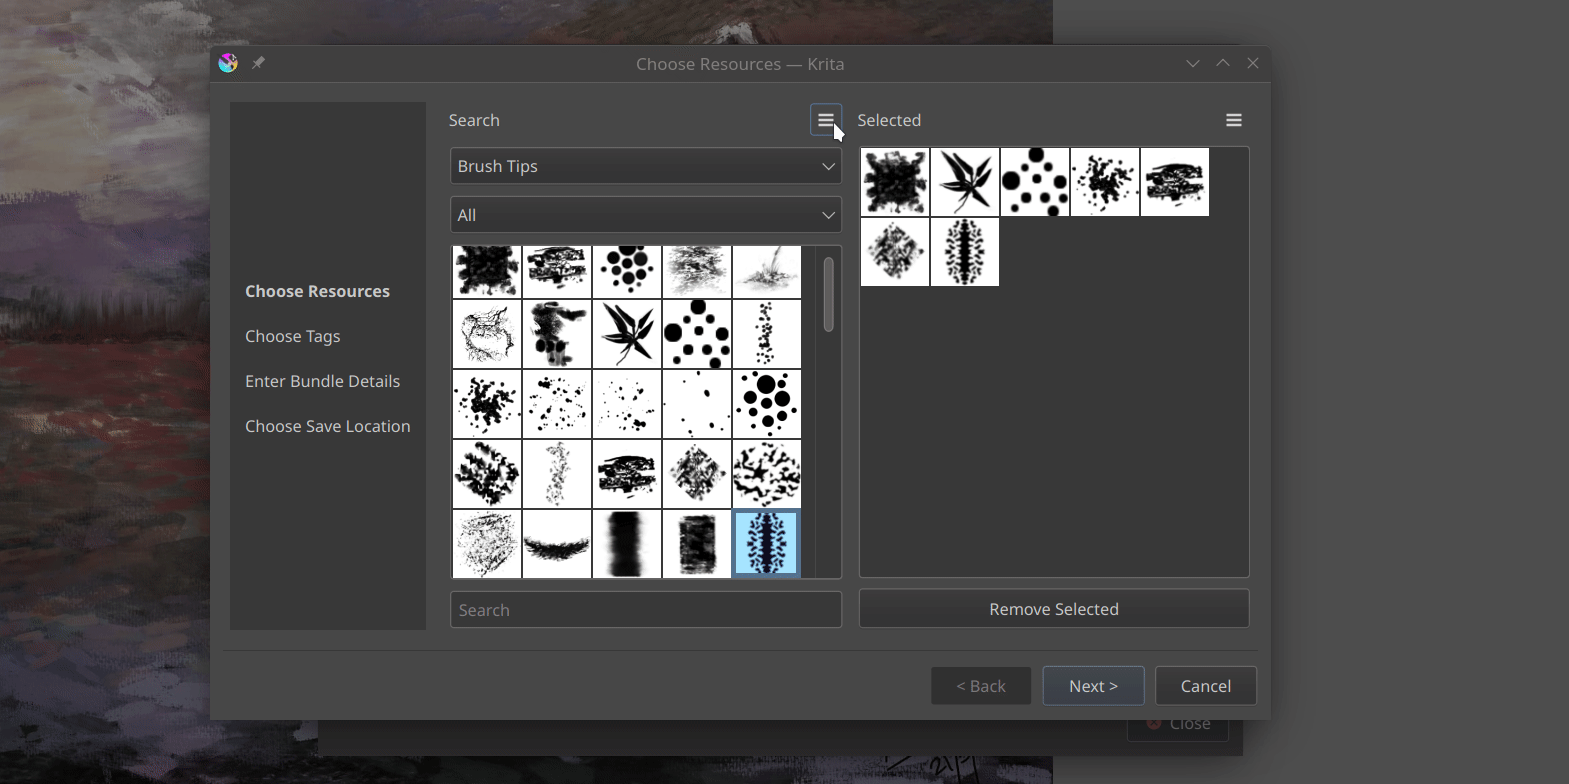 Choose Resources — Krita
Choose Resources
Choose Tags
Enter Bundle Details
Choose Save Location
Search
Brush Tips
All
Search
Selected
Remove Selected
< Back
Next >
Cancel
Close